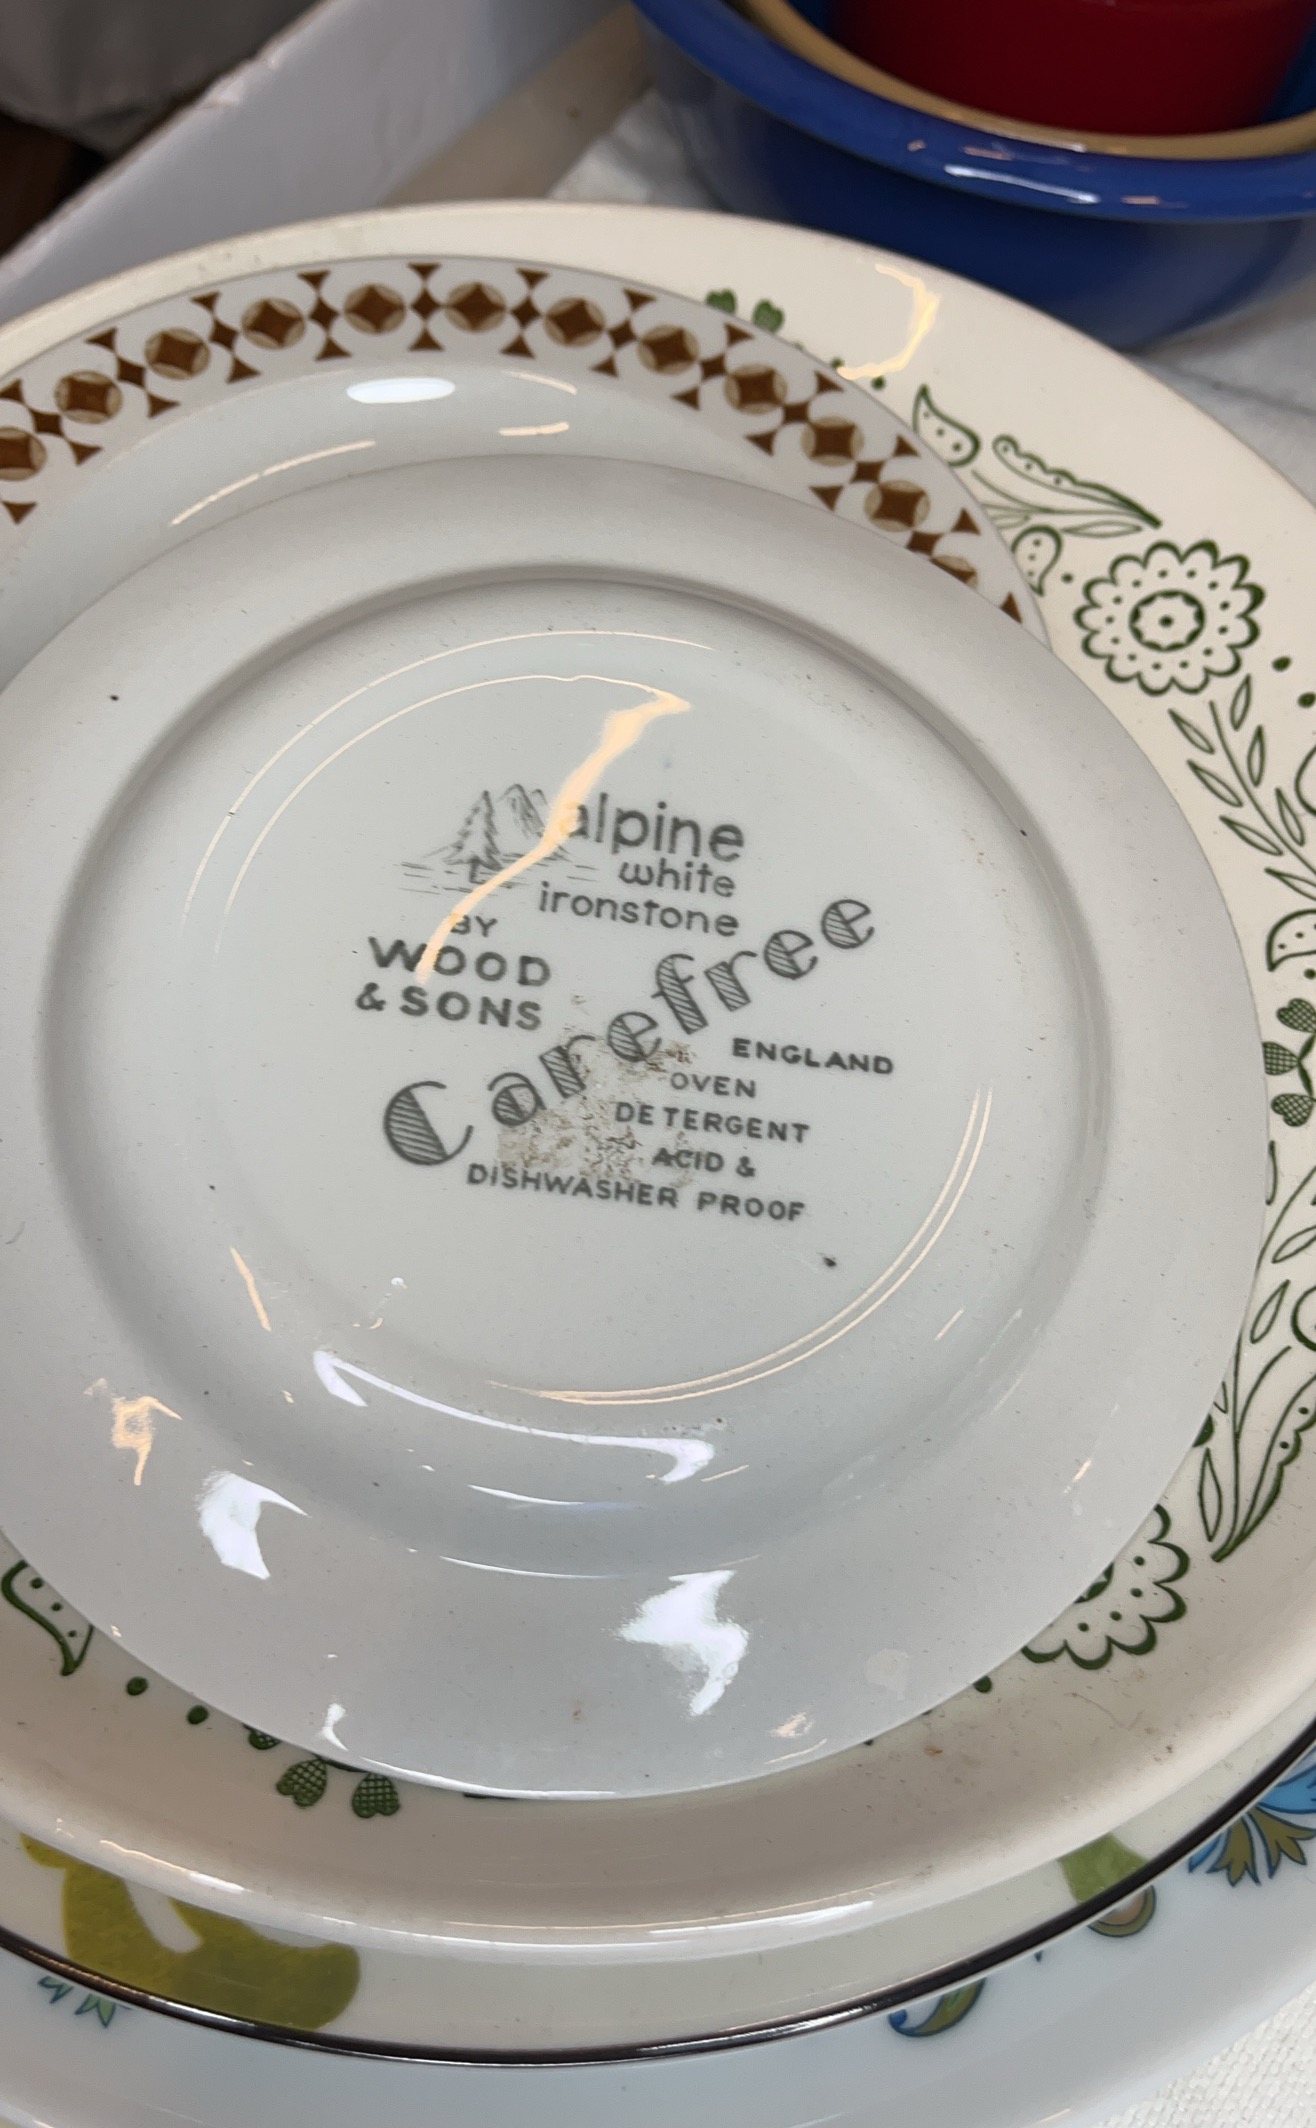 alpine
white
ironstone
BY
WOOD
& SONS
Carefree
ENGLAND
OVEN
DETERGENT
ACID &
DISHWASHER PROOF